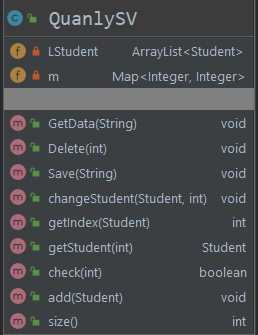 QuanlySV
LStudent ArrayList<Student>
m Map<Integer, Integer>
GetData(String) void
Delete(int) void
Save(String) void
changeStudent(Student, int) void
getIndex(Student) int
getStudent(int) Student
check(int) boolean
add(Student) void
size() int